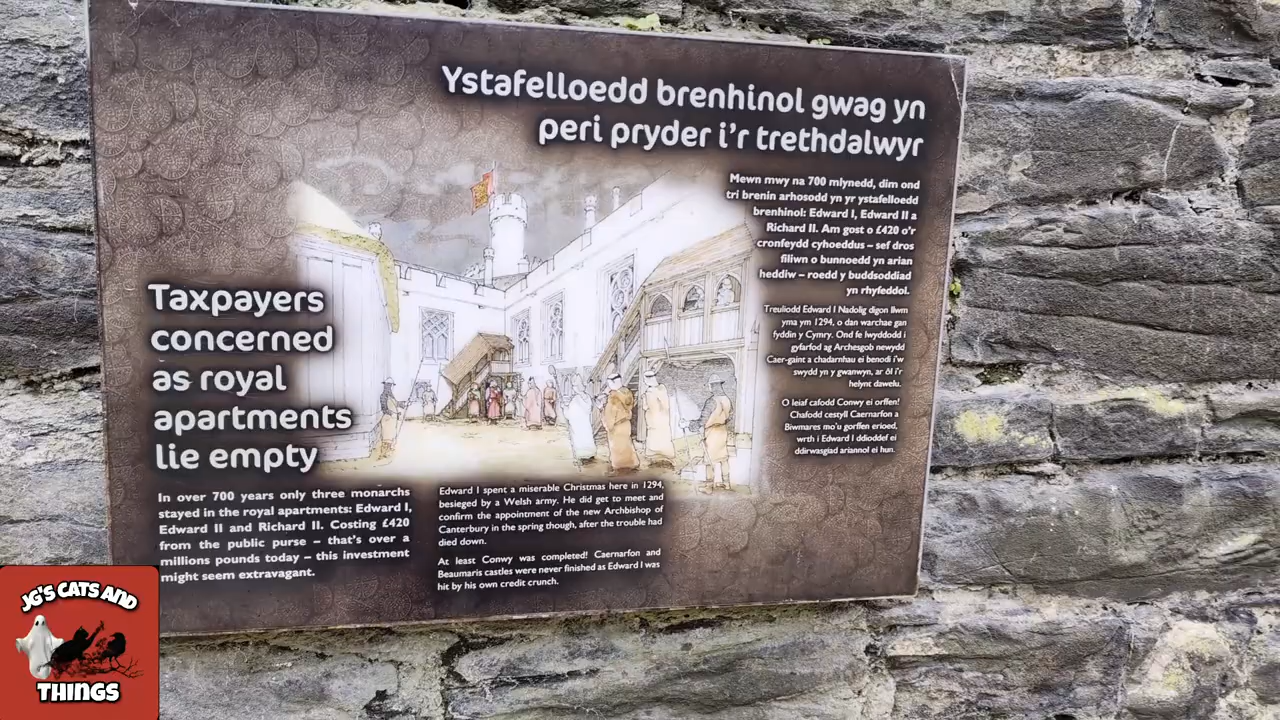 Ystafelloedd brenhinol gwag yn
peri pryder i'r trethdalwyr
Mewn mwy na 700 mlynedd, dim ond
tri brenin arhosodd yn yr ystafelloedd
brenhinol: Edward I, Edward II a
Richard II. Am gost o £420 o'r
cronfeydd cyhoeddus – sef dros
filiwn o bunnoedd yn arian
heddiw – roedd y buddsoddiad
yn rhyfeddol.
Treuliodd Edward I Nadolig digon llwm
yma ym 1294, o dan warchae gan
fyddin y Cymry. Ond fe lwyddodd i
gyfarfod ag Archesgob newydd
Caer-gaint a chadarnhau ei benodi i'w
swydd yn y gwanwyn, ar ôl i'r
helynt dawelu.
O leiaf cafodd Conwy ei orffen!
Chafodd cestyll Caernarfon a
Biwmares mo'u gorffen erioed,
wrth i Edward I ddioddef ei
ddirwasgiad ariannol ei hun.
Taxpayers
concerned
as royal
apartments
lie empty
In over 700 years only three monarchs
stayed in the royal apartments: Edward I,
Edward II and Richard II. Costing £420
from the public purse – that's over a
millions pounds today – this investment
might seem extravagant.
Edward I spent a miserable Christmas here in 1294,
besieged by a Welsh army. He did get to meet and
confirm the appointment of the new Archbishop of
Canterbury in the spring though, after the trouble had
died down.
At least Conwy was completed! Caernarfon and
Beaumaris castles were never finished as Edward I was
hit by his own credit crunch.
JG'S CATS AND
THINGS